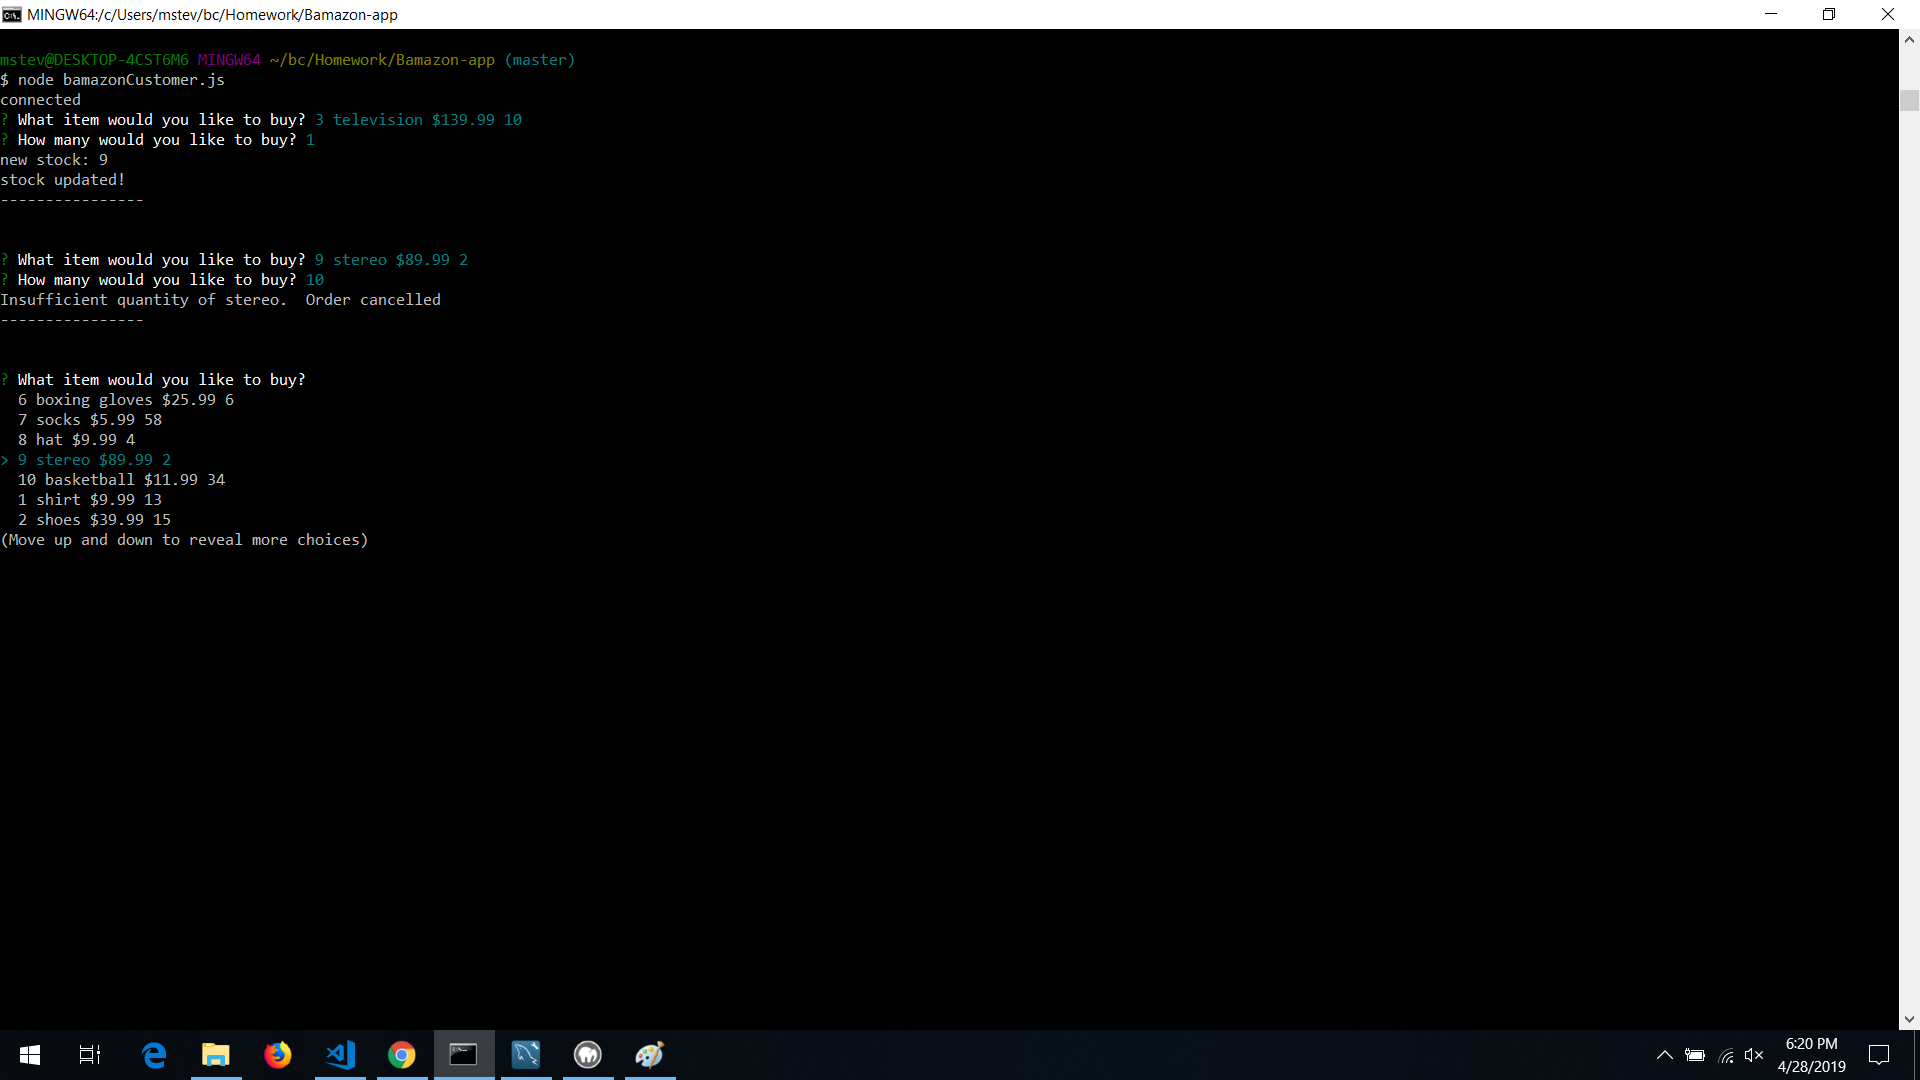 MINGW64:/c/Users/mstev/bc/Homework/Bamazon-app
mstev@DESKTOP-4CST6M6 MINGW64 ~/bc/Homework/Bamazon-app (master)
$ node bamazonCustomer.js
connected
? What item would you like to buy? 3 television $139.99 10
? How many would you like to buy? 1
new stock: 9
stock updated!
----------------
? What item would you like to buy? 9 stereo $89.99 2
? How many would you like to buy? 10
Insufficient quantity of stereo.  Order cancelled
----------------
? What item would you like to buy?
  6 boxing gloves $25.99 6
  7 socks $5.99 58
  8 hat $9.99 4
> 9 stereo $89.99 2
  10 basketball $11.99 34
  1 shirt $9.99 13
  2 shoes $39.99 15
(Move up and down to reveal more choices)
6:20 PM
4/28/2019